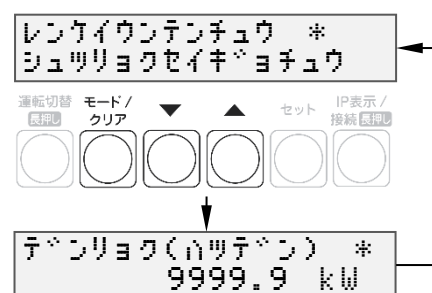 レンケイウンテンチュウ *
シュツリョクセイギョチュウ
運転切替 モード/ ▼ ▲ セット IP表示/
長押し クリア 接続 長押し
デンリョク(ハツデン) *
9999.9 kW